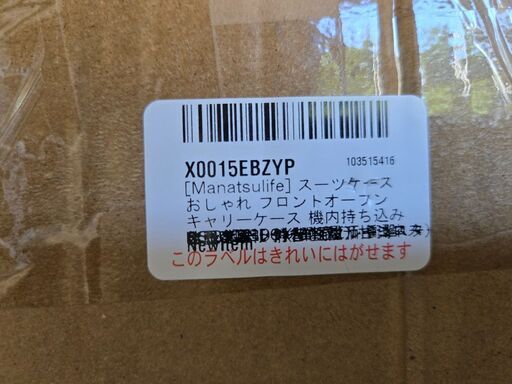 X0015EBZYP
103515416
[Manatsulife] スーツケース
おしゃれ フロントオープン
キャリーケース 機内持ち込み
NewItem
このラベルはきれいにはがせます